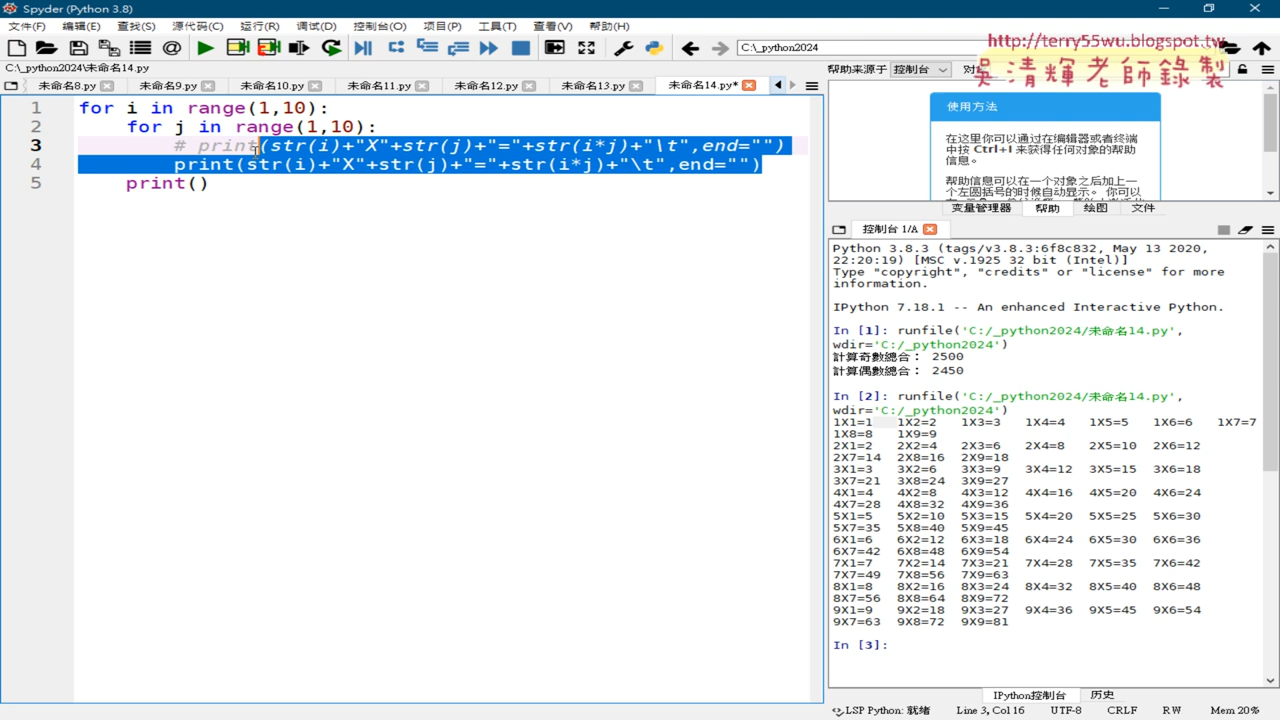 Spyder (Python 3.8)
文件(F) 编辑(E) 查找(S) 源代码(C) 运行(R) 调试(D) 控制台(O) 项目(P) 工具(T) 查看(V) 帮助(H)
C:\_python2024
http://terry55wu.blogspot.tw
吳清輝老師錄製
C:\_python2024\未命名14.py
帮助来源于 控制台
未命名8.py 未命名9.py 未命名10.py 未命名11.py 未命名12.py 未命名13.py 未命名14.py*
1 for i in range(1,10):
2 for j in range(1,10):
3 # print(str(i)+"X"+str(j)+"="+str(i*j)+"\t",end="")
4 print(str(i)+"X"+str(j)+"="+str(i*j)+"\t",end="")
5 print()
使用方法
在这里你可以通过在编辑器或者终端
中按 Ctrl+I 来获得任何对象的帮助
信息。
帮助信息可以在一个对象之后加上一
个左圆括号的时候自动显示。 你可以
变量管理器 帮助 绘图 文件
控制台 1/A
Python 3.8.3 (tags/v3.8.3:6f8c832, May 13 2020,
22:20:19) [MSC v.1925 32 bit (Intel)]
Type "copyright", "credits" or "license" for more
information.
IPython 7.18.1 -- An enhanced Interactive Python.
In [1]: runfile('C:/_python2024/未命名14.py',
wdir='C:/_python2024')
計算奇數總合： 2500
計算偶數總合： 2450
In [2]: runfile('C:/_python2024/未命名14.py',
wdir='C:/_python2024')
1X1=1 1X2=2 1X3=3 1X4=4 1X5=5 1X6=6 1X7=7
1X8=8 1X9=9
2X1=2 2X2=4 2X3=6 2X4=8 2X5=10 2X6=12
2X7=14 2X8=16 2X9=18
3X1=3 3X2=6 3X3=9 3X4=12 3X5=15 3X6=18
3X7=21 3X8=24 3X9=27
4X1=4 4X2=8 4X3=12 4X4=16 4X5=20 4X6=24
4X7=28 4X8=32 4X9=36
5X1=5 5X2=10 5X3=15 5X4=20 5X5=25 5X6=30
5X7=35 5X8=40 5X9=45
6X1=6 6X2=12 6X3=18 6X4=24 6X5=30 6X6=36
6X7=42 6X8=48 6X9=54
7X1=7 7X2=14 7X3=21 7X4=28 7X5=35 7X6=42
7X7=49 7X8=56 7X9=63
8X1=8 8X2=16 8X3=24 8X4=32 8X5=40 8X6=48
8X7=56 8X8=64 8X9=72
9X1=9 9X2=18 9X3=27 9X4=36 9X5=45 9X6=54
9X7=63 9X8=72 9X9=81
In [3]:
IPython控制台 历史
LSP Python: 就绪 Line 3, Col 16 UTF-8 CRLF RW Mem 20%